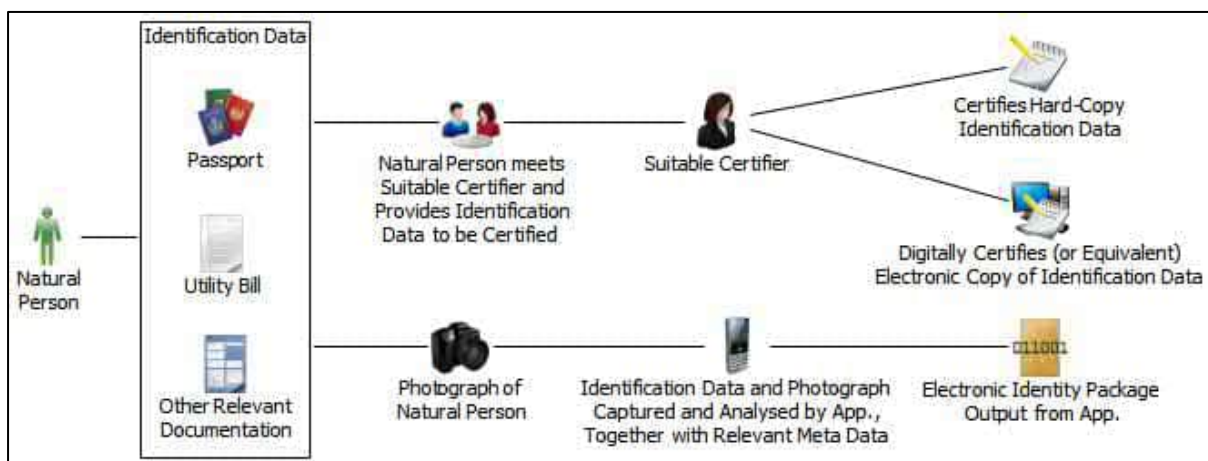 Identification Data
Passport
Utility Bill
Other Relevant
Documentation
Natural
Person
Natural Person meets
Suitable Certifier and
Provides Identification
Data to be Certified
Suitable Certifier
Certifies Hard-Copy
Identification Data
Digitally Certifies (or Equivalent)
Electronic Copy of Identification Data
Photograph of
Natural Person
Identification Data and Photograph
Captured and Analysed by App.,
Together with Relevant Meta Data
011001
Electronic Identity Package
Output from App.